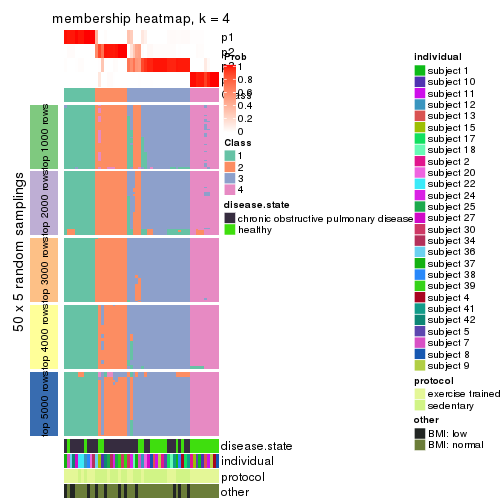 membership heatmap, k = 4
p1
p2
p3
Prob
1
0.8
0.6
0.4
0.2
0
Class
1
2
3
4
disease.state
chronic obstructive pulmonary disease
healthy
50 x 5 random samplings
top 1000 rows
top 2000 rows
top 3000 rows
top 4000 rows
top 5000 rows
disease.state
individual
protocol
other
individual
subject 1
subject 10
subject 11
subject 12
subject 13
subject 15
subject 17
subject 18
subject 2
subject 20
subject 22
subject 24
subject 25
subject 27
subject 30
subject 34
subject 36
subject 37
subject 38
subject 39
subject 4
subject 41
subject 42
subject 5
subject 7
subject 8
subject 9
protocol
exercise trained
sedentary
other
BMI: low
BMI: normal